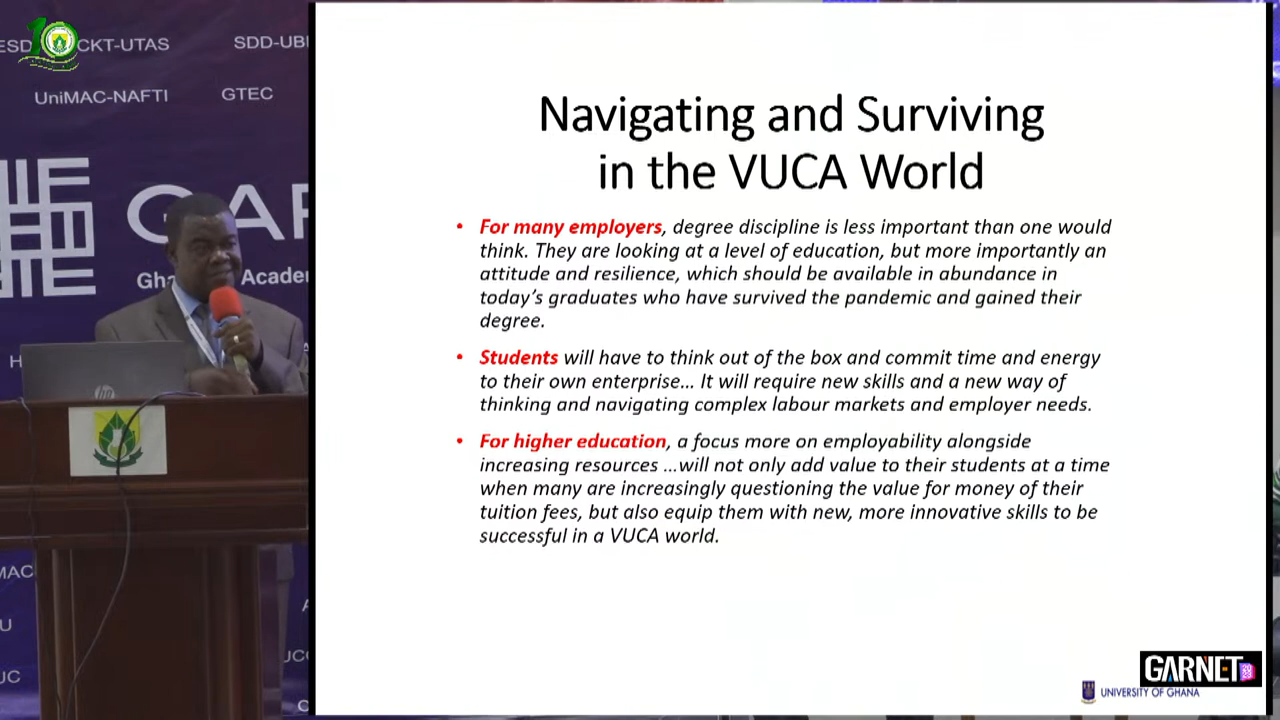 CKT-UTAS
SDD-UB
UniMAC-NAFTI
GTEC
Acade
hp
Navigating and Surviving
in the VUCA World
• For many employers, degree discipline is less important than one would
think. They are looking at a level of education, but more importantly an
attitude and resilience, which should be available in abundance in
today's graduates who have survived the pandemic and gained their
degree.
• Students will have to think out of the box and commit time and energy
to their own enterprise... It will require new skills and a new way of
thinking and navigating complex labour markets and employer needs.
• For higher education, a focus more on employability alongside
increasing resources ...will not only add value to their students at a time
when many are increasingly questioning the value for money of their
tuition fees, but also equip them with new, more innovative skills to be
successful in a VUCA world.
GARNET
UNIVERSITY OF GHANA